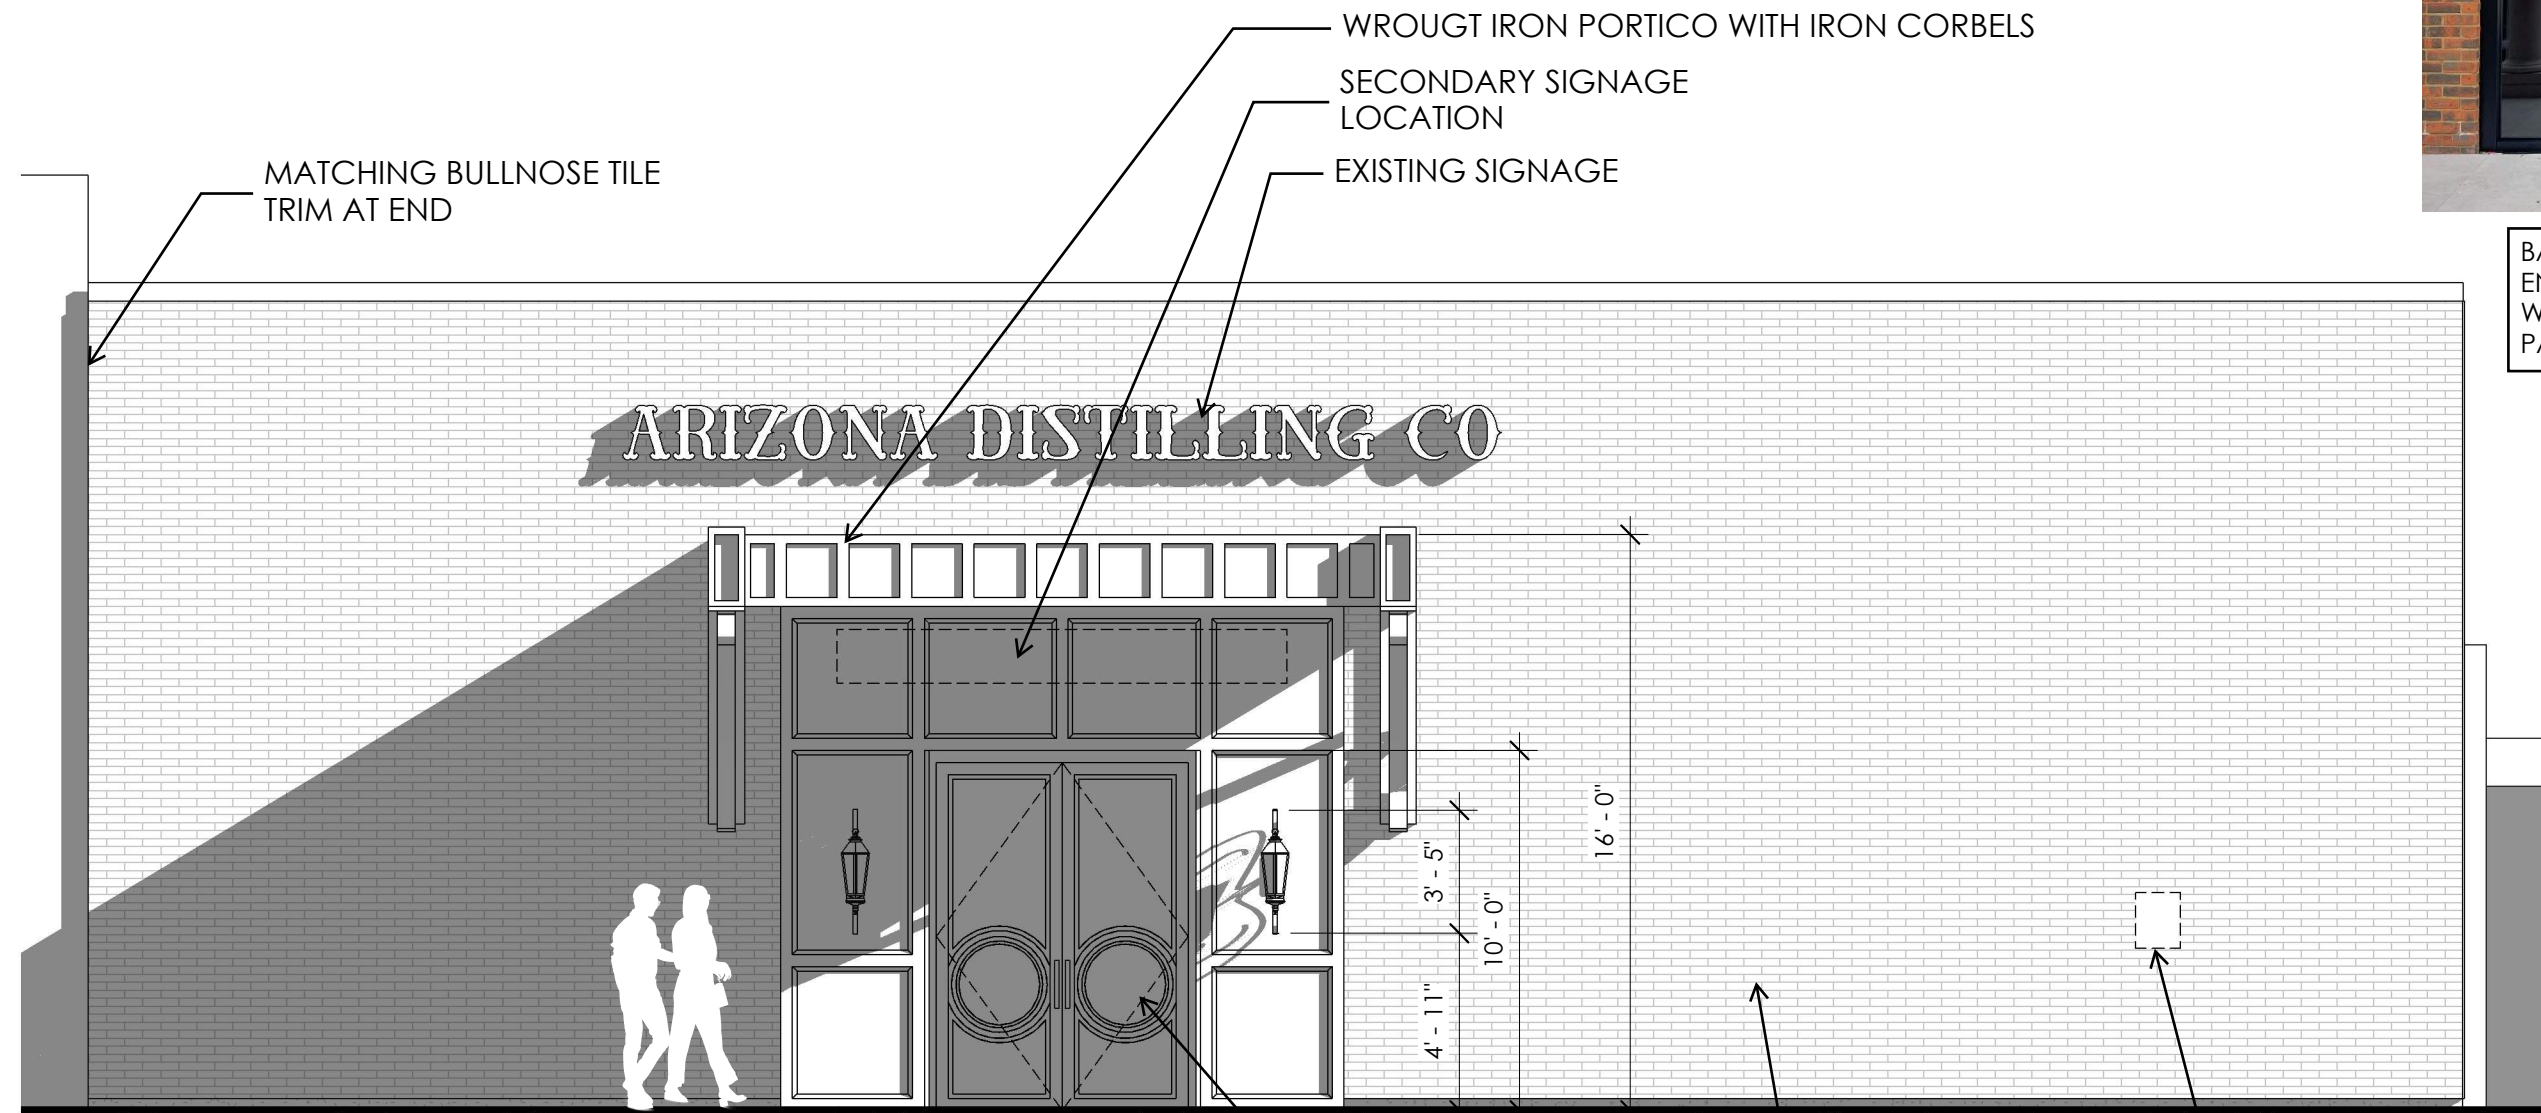 WROUGT IRON PORTICO WITH IRON CORBELS
SECONDARY SIGNAGE
LOCATION
EXISTING SIGNAGE
MATCHING BULLNOSE TILE
TRIM AT END
ARIZONA DISTILLING CO
16' - 0"
3' - 5"
10' - 0"
4' - 11"